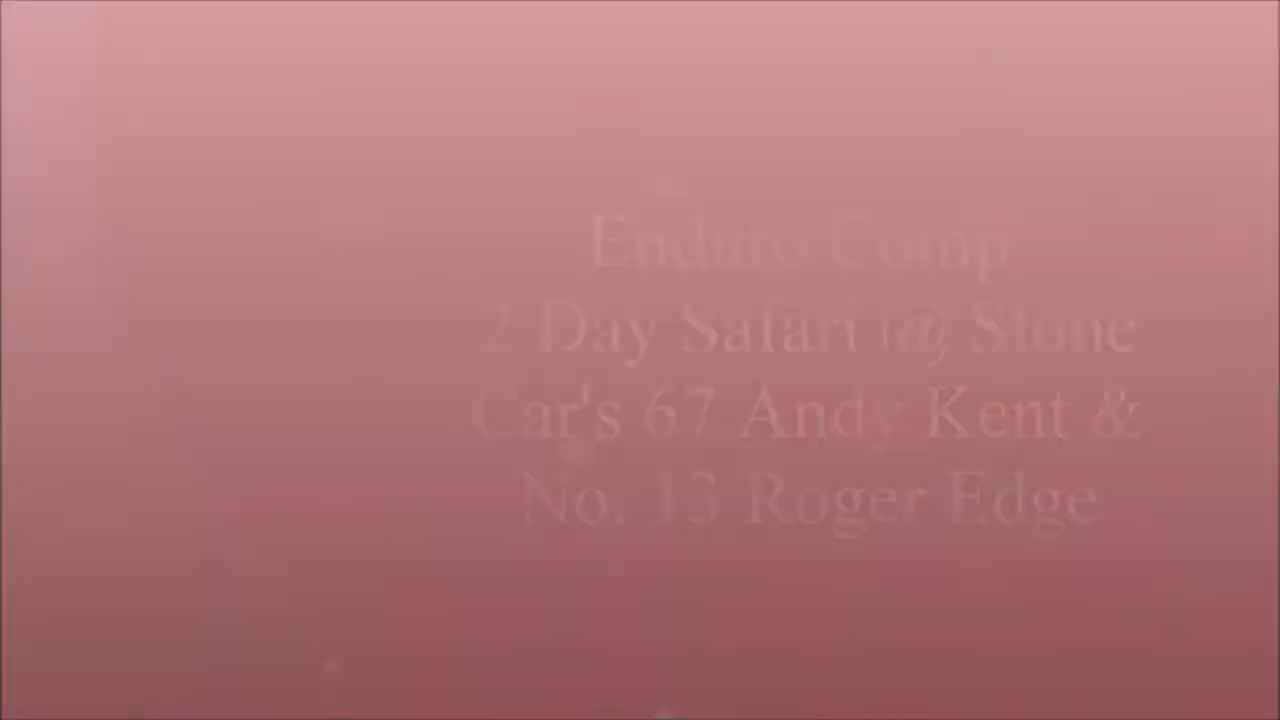 Enduro Comp
2 Day Safari @ Stone
Car's 67 Andy Kent &
No. 13 Roger Edge